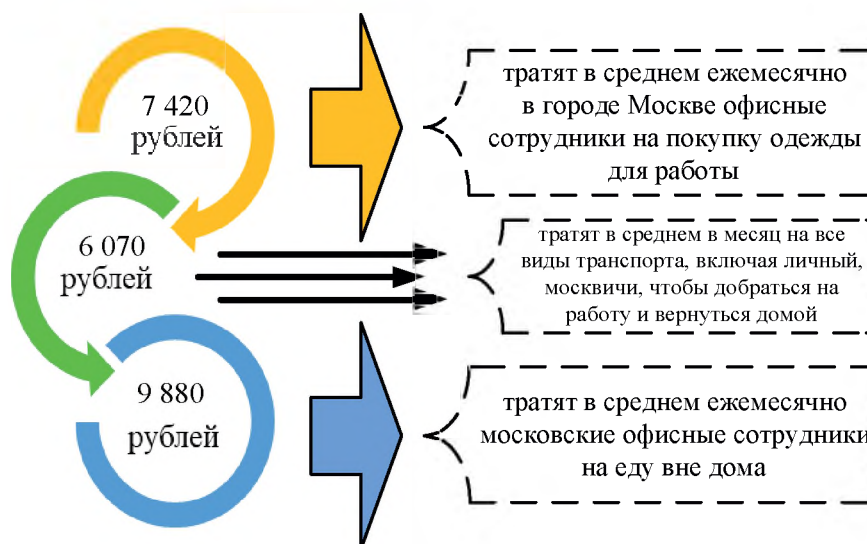 7 420
рублей
тратят в среднем ежемесячно
в городе Москве офисные
сотрудники на покупку одежды
для работы
6 070
рублей
тратят в среднем в месяц на все
виды транспорта, включая личный,
москвичи, чтобы добраться на
работу и вернуться домой
9 880
рублей
тратят в среднем ежемесячно
московские офисные сотрудники
на еду вне дома